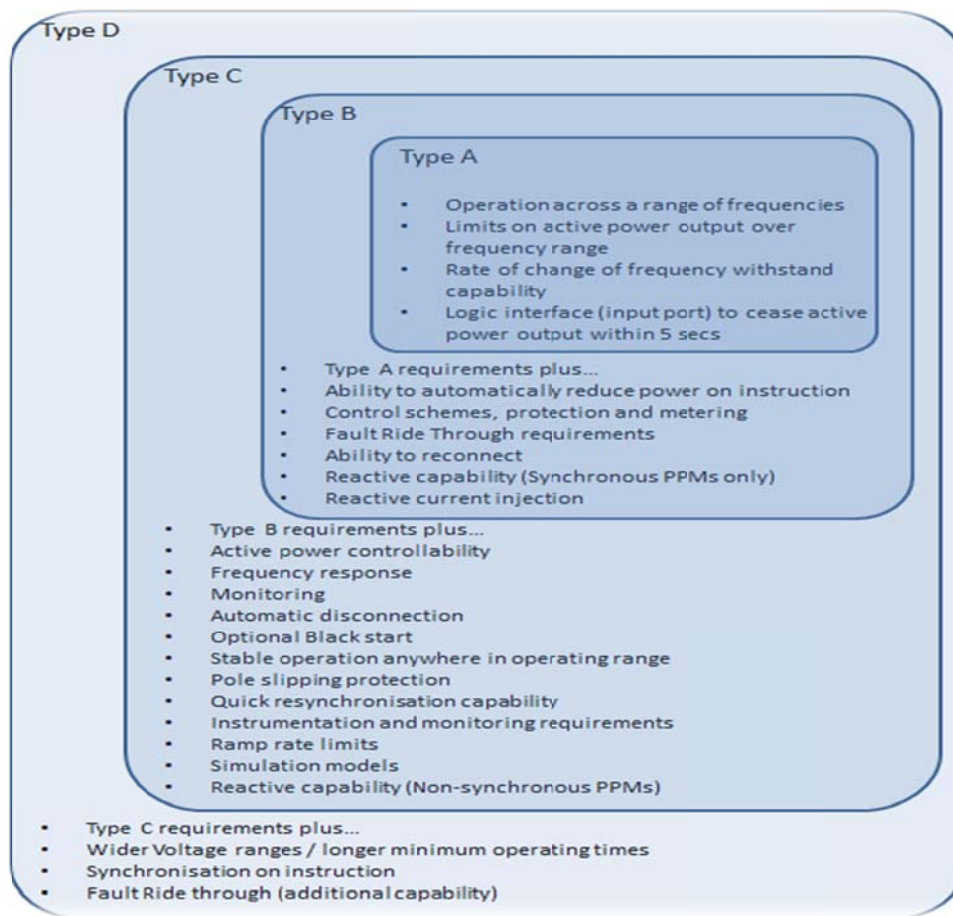 Type D
Type C
Type B
Type A
• Operation across a range of frequencies
• Limits on active power output over
frequency range
• Rate of change of frequency withstand
capability
• Logic interface (input port) to cease active
power output within 5 secs
• Type A requirements plus...
• Ability to automatically reduce power on instruction
• Control schemes, protection and metering
• Fault Ride Through requirements
• Ability to reconnect
• Reactive capability (Synchronous PPMs only)
• Reactive current injection
• Type B requirements plus...
• Active power controllability
• Frequency response
• Monitoring
• Automatic disconnection
• Optional Black start
• Stable operation anywhere in operating range
• Pole slipping protection
• Quick resynchronisation capability
• Instrumentation and monitoring requirements
• Ramp rate limits
• Simulation models
• Reactive capability (Non-synchronous PPMs)
• Type C requirements plus...
• Wider Voltage ranges / longer minimum operating times
• Synchronisation on instruction
• Fault Ride through (additional capability)